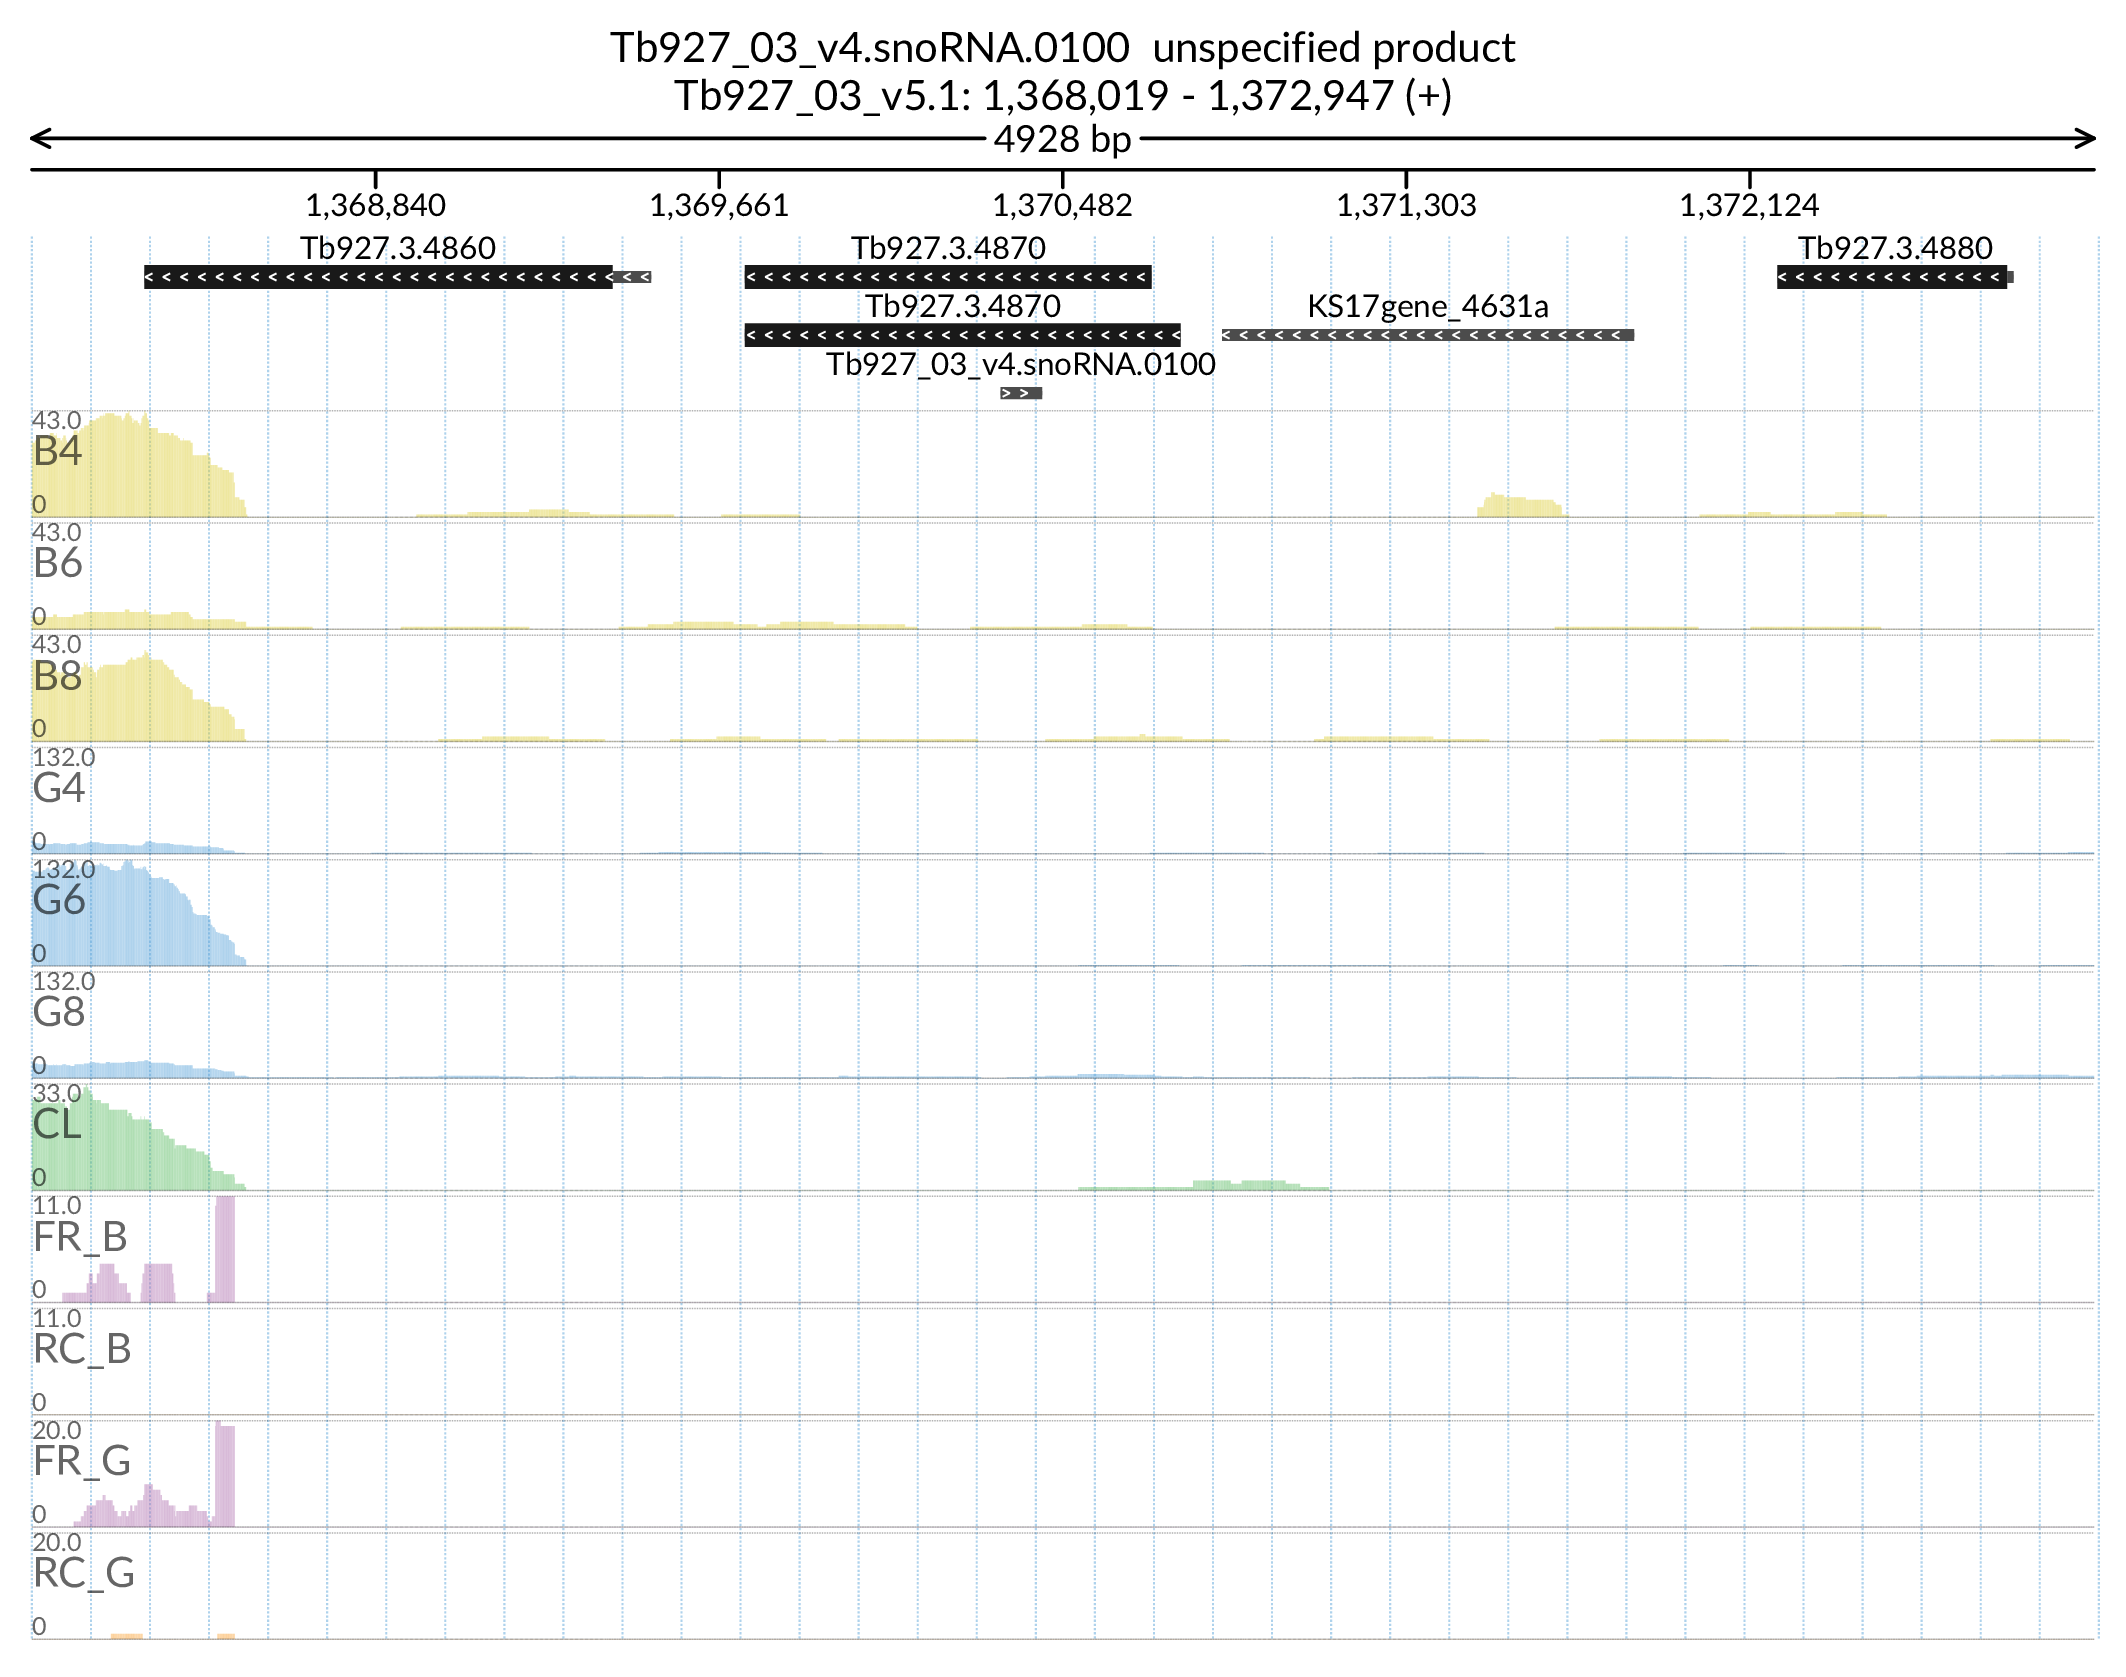 Tb927_03_v4.snoRNA.0100 unspecified product
Tb927_03_v5.1: 1,368,019 - 1,372,947 (+)
4928 bp
1,368,840 1,369,661 1,370,482 1,371,303 1,372,124
Tb927.3.4860 Tb927.3.4870 Tb927.3.4880
Tb927.3.4870 KS17gene_4631a
Tb927_03_v4.snoRNA.0100
43.0
B4
0
43.0
B6
0
43.0
B8
0
132.0
G4
0
132.0
G6
0
132.0
G8
0
33.0
CL
0
11.0
FR_B
0
11.0
RC_B
0
20.0
FR_G
0
20.0
RC_G
0